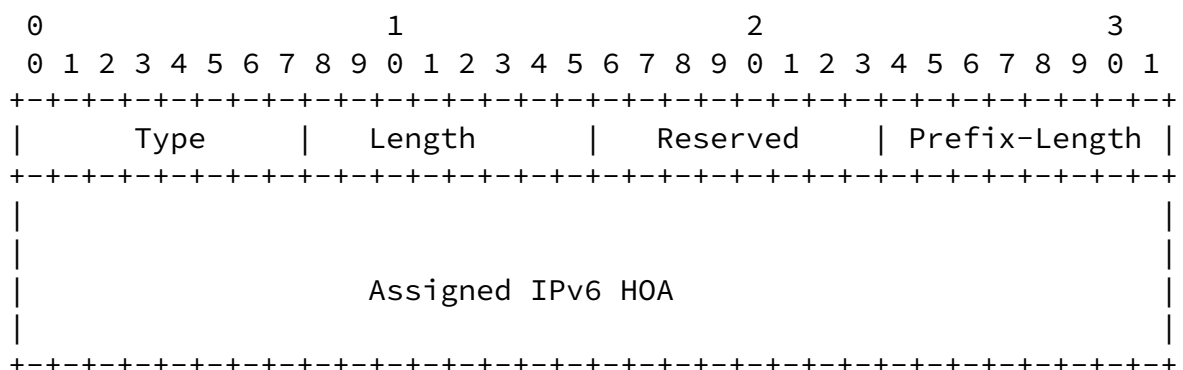 0                   1                   2                   3
 0 1 2 3 4 5 6 7 8 9 0 1 2 3 4 5 6 7 8 9 0 1 2 3 4 5 6 7 8 9 0 1
+-+-+-+-+-+-+-+-+-+-+-+-+-+-+-+-+-+-+-+-+-+-+-+-+-+-+-+-+-+-+-+-+
|      Type     |   Length      |   Reserved    | Prefix-Length |
+-+-+-+-+-+-+-+-+-+-+-+-+-+-+-+-+-+-+-+-+-+-+-+-+-+-+-+-+-+-+-+-+
|                                                               |
|                                                               |
|                   Assigned IPv6 HOA                           |
|                                                               |
+-+-+-+-+-+-+-+-+-+-+-+-+-+-+-+-+-+-+-+-+-+-+-+-+-+-+-+-+-+-+-+-+